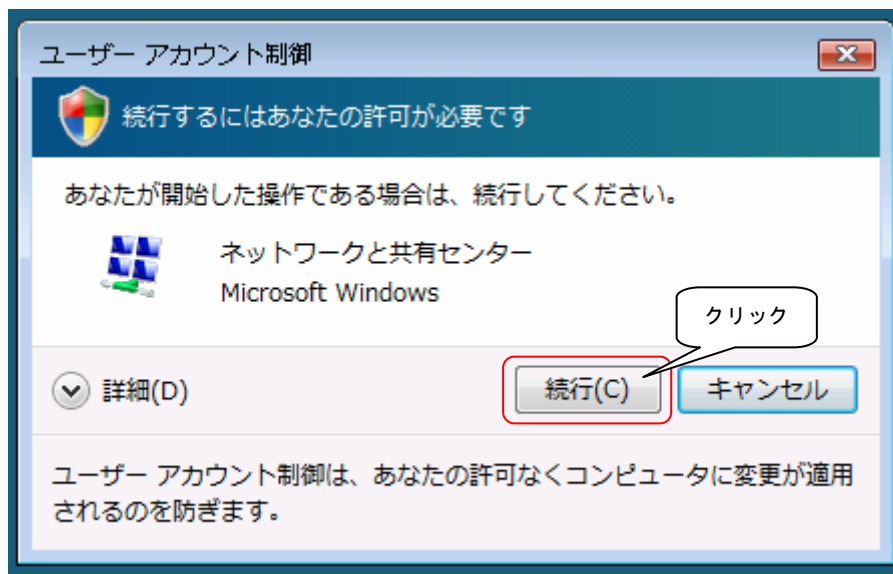 ユーザー アカウント制御
続行するにはあなたの許可が必要です
あなたが開始した操作である場合は、続行してください。
ネットワークと共有センター
Microsoft Windows
クリック
詳細(D)
続行(C)
キャンセル
ユーザー アカウント制御は、あなたの許可なくコンピュータに変更が適用
されるのを防ぎます。